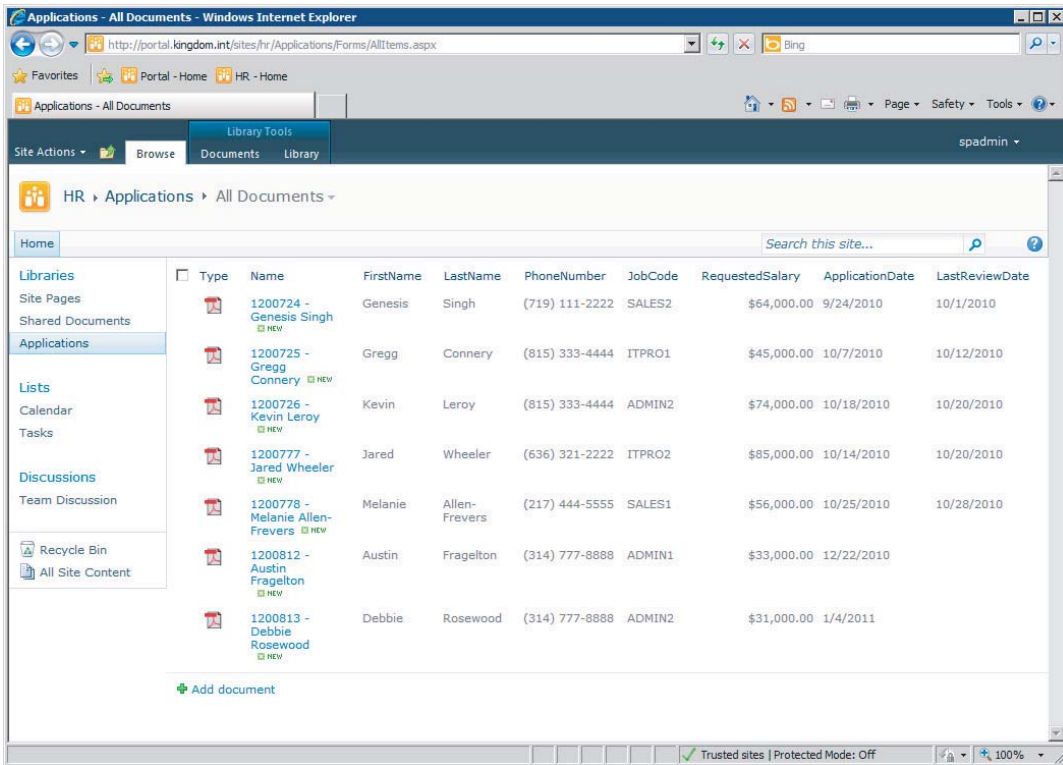 Applications - All Documents - Windows Internet Explorer
http://portal.kingdom.int/sites/hr/Applications/Forms/AllItems.aspx
Bing
Favorites
Portal - Home
HR - Home
Applications - All Documents
Page
Safety
Tools
Library Tools
Site Actions
Browse
Documents
Library
spadmin
HR
Applications
All Documents
Home
Search this site...
Libraries
Site Pages
Shared Documents
Applications
Lists
Calendar
Tasks
Discussions
Team Discussion
Recycle Bin
All Site Content
Type Name FirstName LastName PhoneNumber JobCode RequestedSalary ApplicationDate LastReviewDate
1200724 - Genesis Singh (719) 111-2222 SALES2 $64,000.00 9/24/2010 10/1/2010
Genesis Singh
NEW
1200725 - Gregg Connery (815) 333-4444 ITPRO1 $45,000.00 10/7/2010 10/12/2010
Gregg
Connery NEW
1200726 - Kevin Leroy (815) 333-4444 ADMIN2 $74,000.00 10/18/2010 10/20/2010
Kevin Leroy
NEW
1200777 - Jared Wheeler (636) 321-2222 ITPRO2 $85,000.00 10/14/2010 10/20/2010
Jared Wheeler
NEW
1200778 - Melanie Allen- (217) 444-5555 SALES1 $56,000.00 10/25/2010 10/28/2010
Melanie Allen- Frevers
Frevers NEW
1200812 - Austin Fragelton (314) 777-8888 ADMIN1 $33,000.00 12/22/2010
Austin
Fragelton
NEW
1200813 - Debbie Rosewood (314) 777-8888 ADMIN2 $31,000.00 1/4/2011
Debbie
Rosewood
NEW
Add document
Trusted sites | Protected Mode: Off
100%